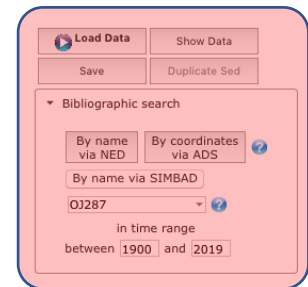 Load Data
Show Data
Save
Duplicate Sed
Bibliographic search
By name
via NED
By coordinates
via ADS
?
By name via SIMBAD
OJ287
?
in time range
between 1900 and 2019